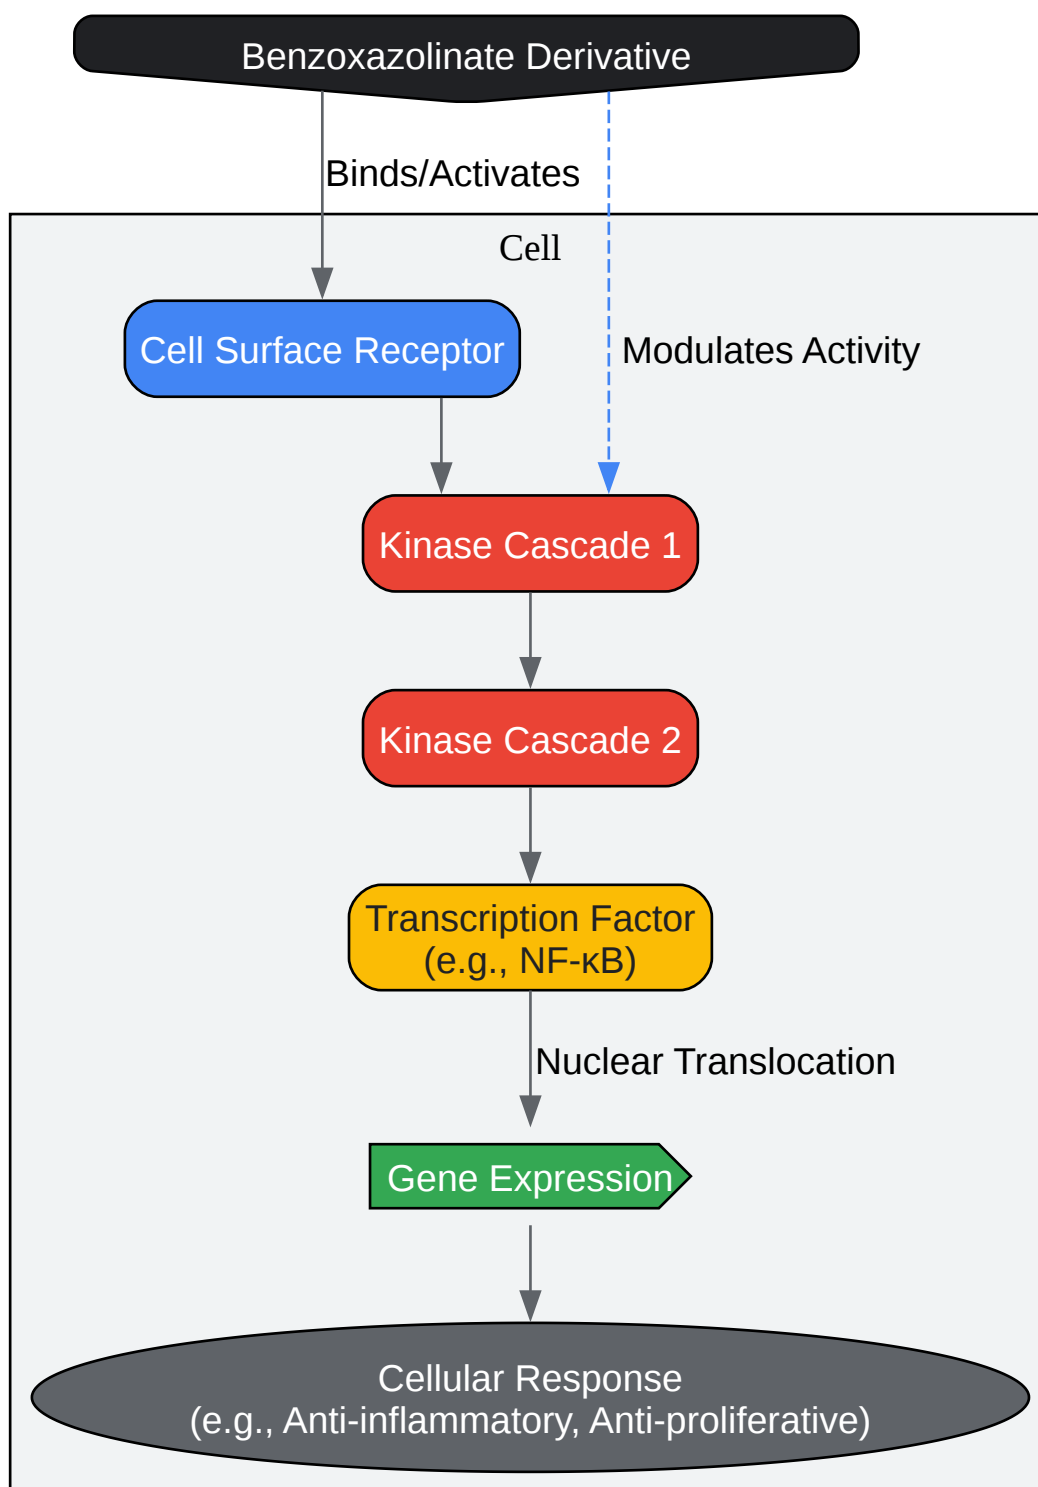 Benzoxazolinate Derivative
Binds/Activates
Cell
Cell Surface Receptor
Modulates Activity
Kinase Cascade 1
Kinase Cascade 2
Transcription Factor
(e.g., NF-κB)
Nuclear Translocation
Gene Expression
Cellular Response
(e.g., Anti-inflammatory, Anti-proliferative)